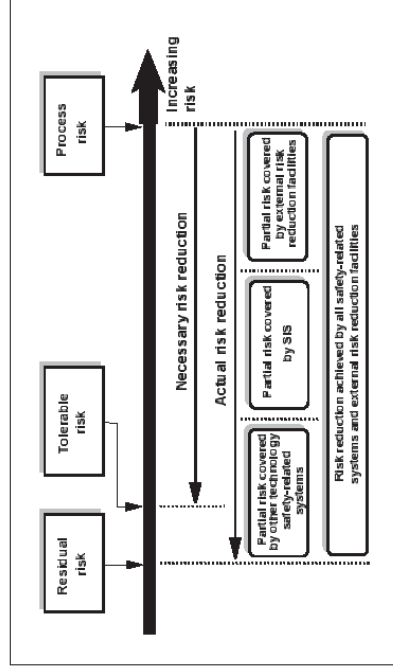 Residual
risk
Tolerable
risk
Process
risk
Increasing
risk
Necessary risk reduction
Actual risk reduction
Partial risk covered
by other technology
safety-related
systems
Partial risk covered
by SIS
Partial risk covered
by external risk
reduction facilities
Risk reduction achieved by all safety-related
systems and external risk reduction facilities